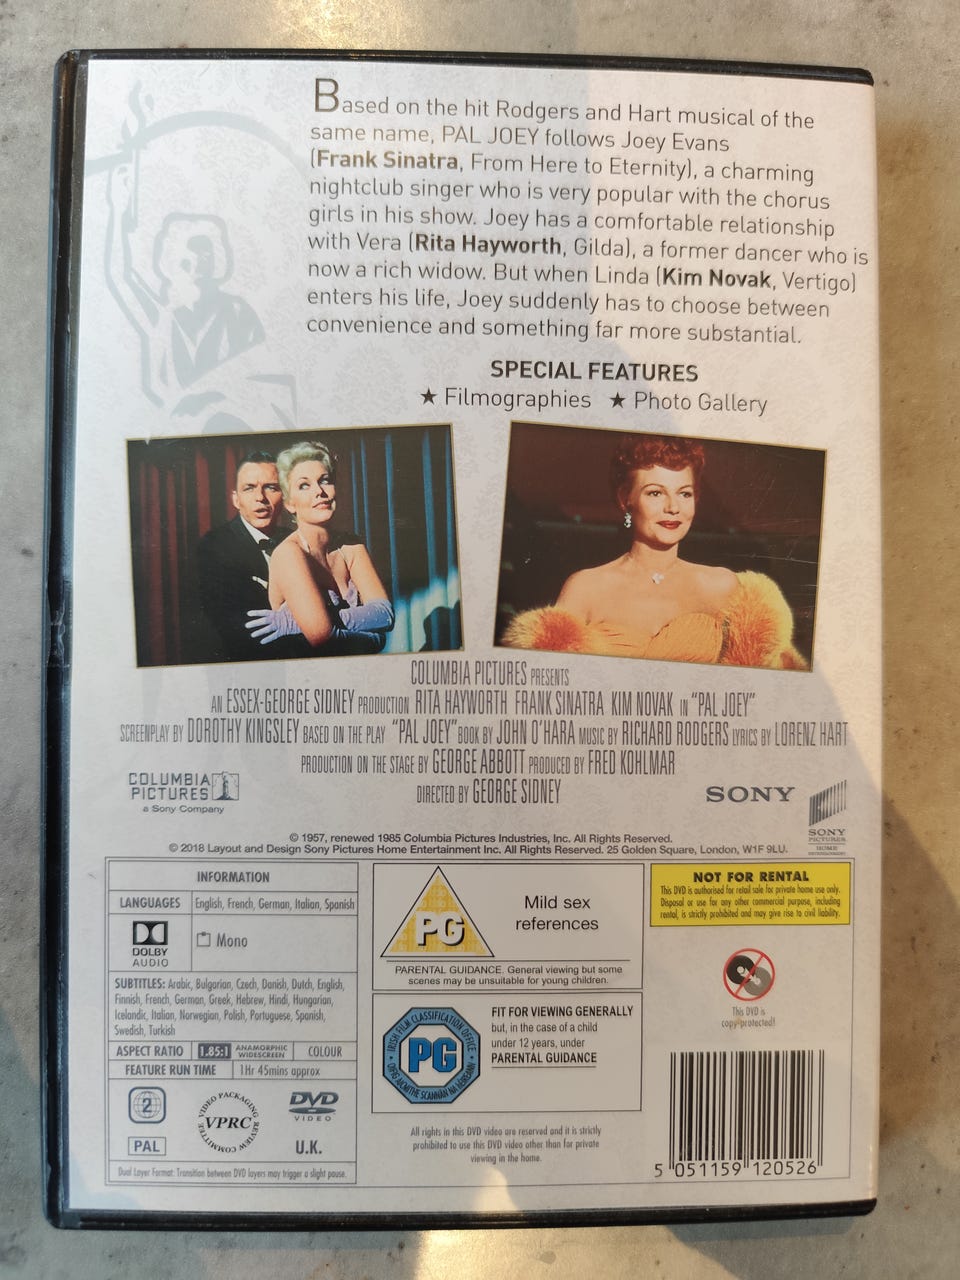 Based on the hit Rodgers and Hart musical of the
same name, PAL JOEY follows Joey Evans
(Frank Sinatra, From Here to Eternity), a charming
nightclub singer who is very popular with the chorus
girls in his show. Joey has a comfortable relationship
with Vera (Rita Hayworth, Gilda), a former dancer who is
now a rich widow. But when Linda (Kim Novak, Vertigo)
enters his life, Joey suddenly has to choose between
convenience and something far more substantial.
SPECIAL FEATURES
★ Filmographies ★ Photo Gallery
COLUMBIA PICTURES PRESENTS
AN ESSEX-GEORGE SIDNEY PRODUCTION RITA HAYWORTH FRANK SINATRA KIM NOVAK IN "PAL JOEY"
SCREENPLAY BY DOROTHY KINGSLEY BASED ON THE PLAY "PAL JOEY" BOOK BY JOHN O'HARA MUSIC BY RICHARD RODGERS LYRICS BY LORENZ HART
PRODUCTION ON THE STAGE BY GEORGE ABBOTT PRODUCED BY FRED KOHLMAR
DIRECTED BY GEORGE SIDNEY
COLUMBIA
PICTURES
a Sony Company
SONY
SONY
PICTURES
© 1957, renewed 1985 Columbia Pictures Industries, Inc. All Rights Reserved.
© 2018 Layout and Design Sony Pictures Home Entertainment Inc. All Rights Reserved. 25 Golden Square, London, W1F 9LU.
INFORMATION
LANGUAGES English, French, German, Italian, Spanish
DOLBY
AUDIO
Mono
SUBTITLES: Arabic, Bulgarian, Czech, Danish, Dutch, English,
Finnish, French, German, Greek, Hebrew, Hindi, Hungarian,
Icelandic, Italian, Norwegian, Polish, Portuguese, Spanish,
Swedish, Turkish
ASPECT RATIO 1.85:1 ANAMORPHIC WIDESCREEN COLOUR
FEATURE RUN TIME 1Hr 45mins approx
2
VIDEO PACKAGING REVIEW COMMITTEE
VPRC
DVD
VIDEO
PAL
U.K.
Dual Layer Format: Transition between DVD layers may trigger a slight pause.
PG
Mild sex
references
PARENTAL GUIDANCE. General viewing but some
scenes may be unsuitable for young children.
IRISH FILM CLASSIFICATION OFFICE
PG
OIFIG AICMITHE SCANNÁN NA hÉIREANN
FIT FOR VIEWING GENERALLY
but, in the case of a child
under 12 years, under
PARENTAL GUIDANCE
All rights in this DVD video are reserved and it is strictly
prohibited to use this DVD video other than for private
viewing in the home.
NOT FOR RENTAL
This DVD is authorised for retail sale for private home use only.
Disposal or use for any other commercial purpose, including
rental, is strictly prohibited and may give rise to civil liability.
This DVD is
copy protected!
5 051159 120526